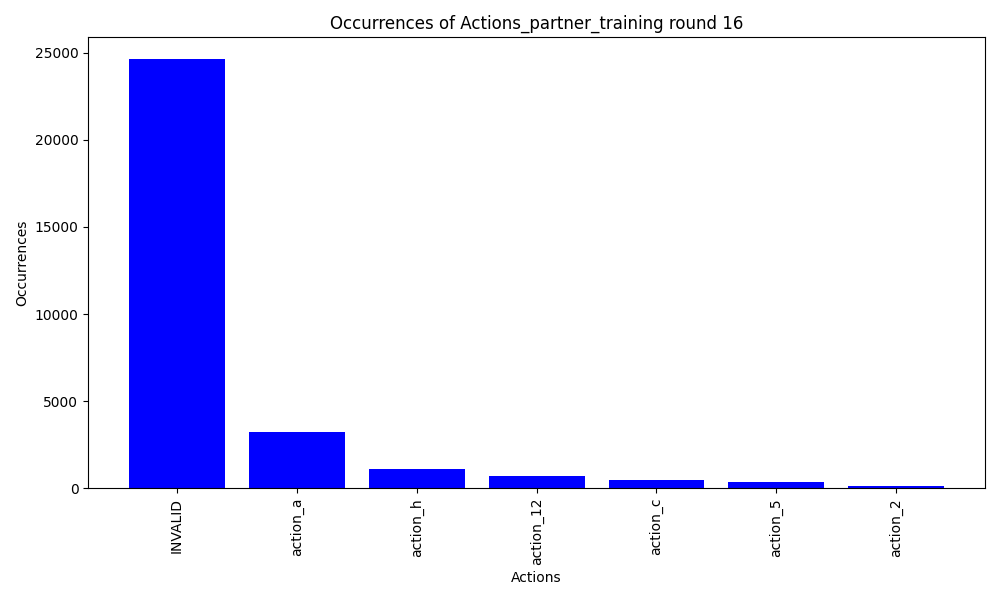 Occurrences of Actions_partner_training round 16
25000
20000
15000
10000
5000
0
Occurrences
INVALID
action_a
action_h
action_12
action_c
action_5
action_2
Actions